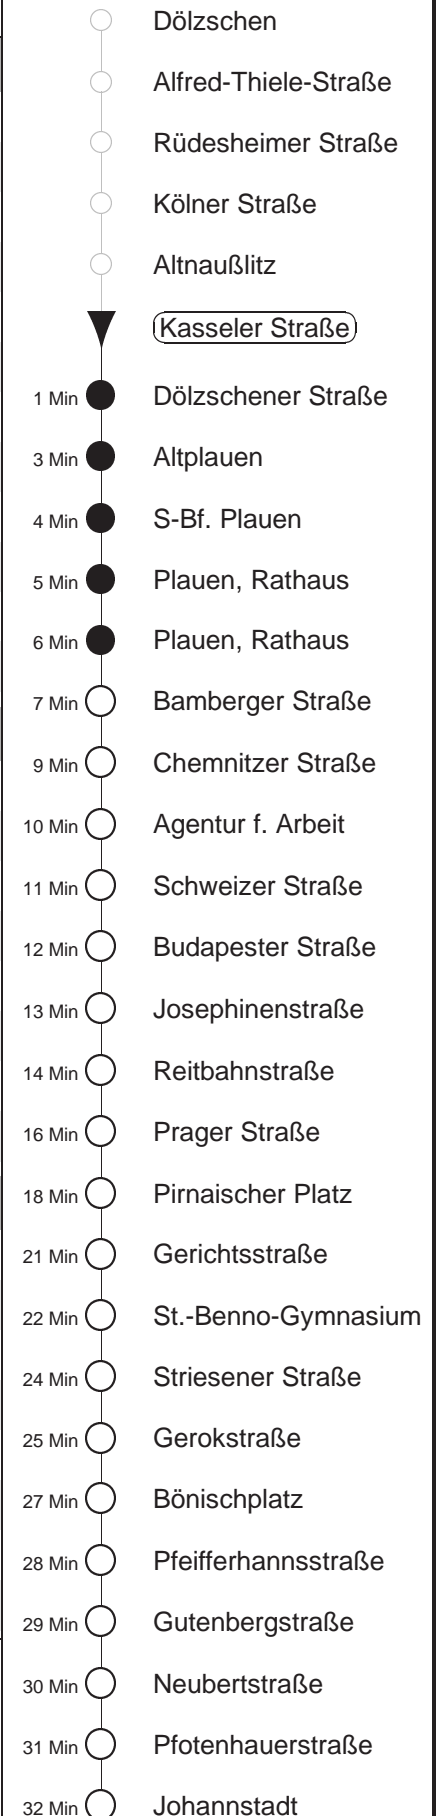 Dölzschen
Alfred-Thiele-Straße
Rüdesheimer Straße
Kölner Straße
Altnaußlitz
Kasseler Straße
1 Min Dölzschener Straße
3 Min Altplauen
4 Min S-Bf. Plauen
5 Min Plauen, Rathaus
6 Min Plauen, Rathaus
7 Min Bamberger Straße
9 Min Chemnitzer Straße
10 Min Agentur f. Arbeit
11 Min Schweizer Straße
12 Min Budapester Straße
13 Min Josephinenstraße
14 Min Reitbahnstraße
16 Min Prager Straße
18 Min Pirnaischer Platz
21 Min Gerichtsstraße
22 Min St.-Benno-Gymnasium
24 Min Striesener Straße
25 Min Gerokstraße
27 Min Bönischplatz
28 Min Pfeifferhannsstraße
29 Min Gutenbergstraße
30 Min Neubertstraße
31 Min Pfotenhauerstraße
32 Min Johannstadt